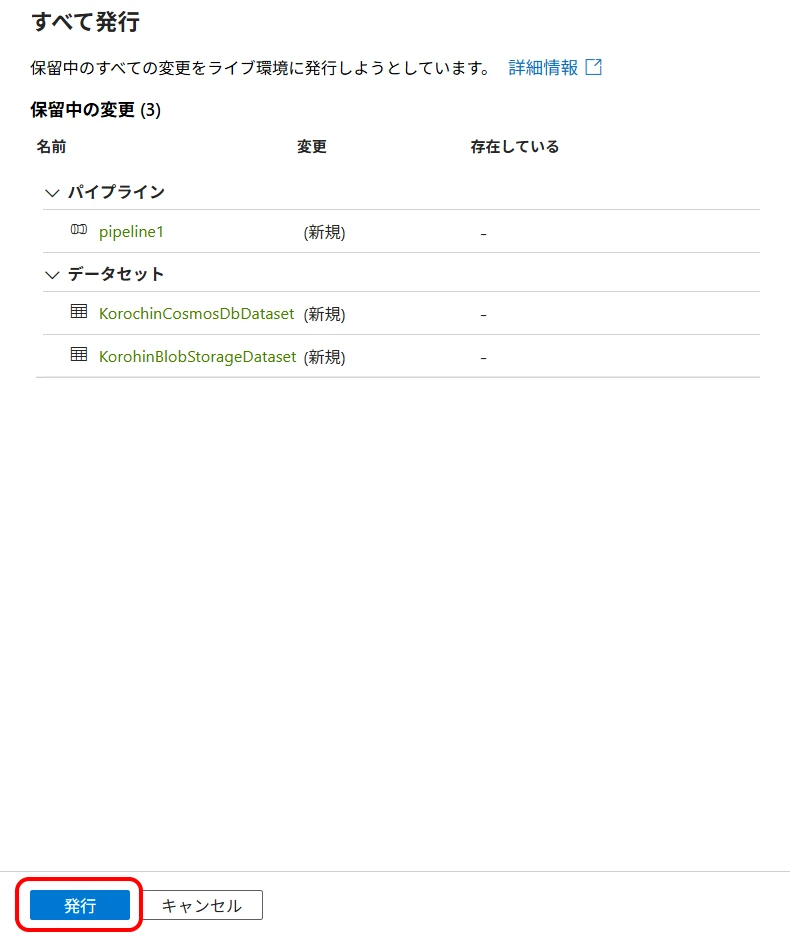 すべて発行
保留中のすべての変更をライブ環境に発行しようとしています。 詳細情報
保留中の変更 (3)
名前 変更 存在している
パイプライン
pipeline1 (新規) -
データセット
KorochinCosmosDbDataset (新規) -
KorohinBlobStorageDataset (新規) -
発行 キャンセル